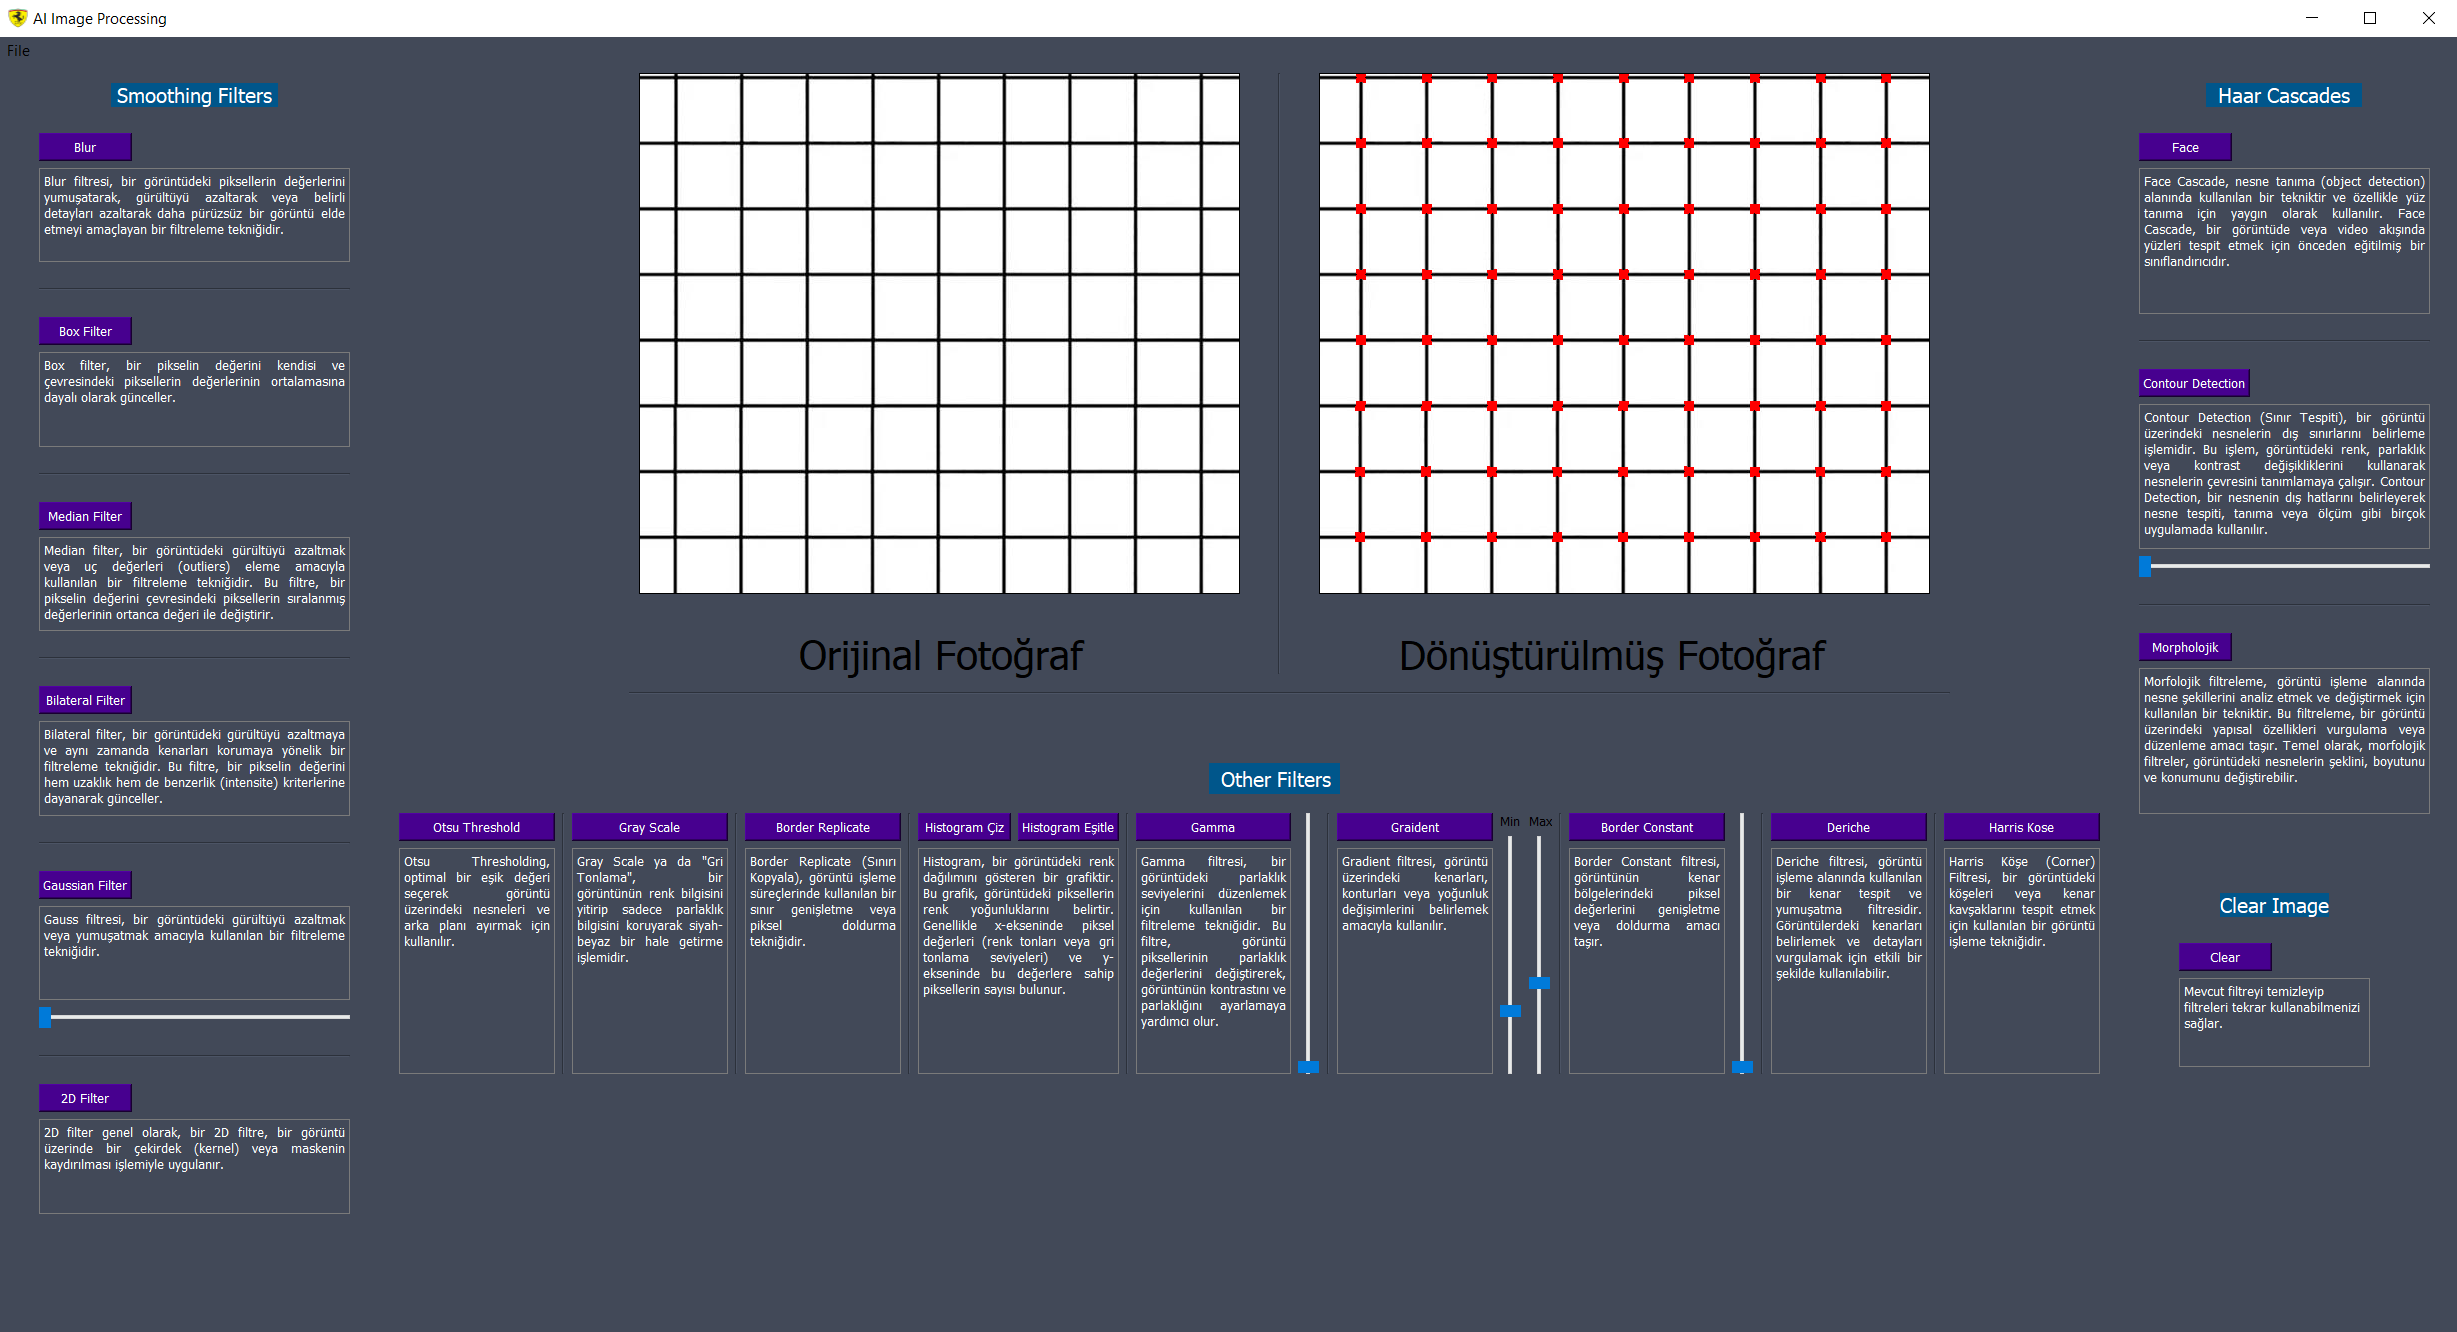 AI Image Processing
File
Smoothing Filters
Blur
Blur filtresi, bir görüntüdeki piksellerin değerlerini
yumuşatarak, gürültüyü azaltarak veya belirli
detayları azaltarak daha pürüzsüz bir görüntü elde
etmeyi amaçlayan bir filtreleme tekniğidir.
Box Filter
Box filter, bir pikselin değerini kendisi ve
çevresindeki piksellerin değerlerinin ortalamasına
dayalı olarak günceller.
Median Filter
Median filter, bir görüntüdeki gürültüyü azaltmak
veya uç değerleri (outliers) eleme amacıyla
kullanılan bir filtreleme tekniğidir. Bu filtre, bir
pikselin değerini çevresindeki piksellerin sıralanmış
değerlerinin ortanca değeri ile değiştirir.
Bilateral Filter
Bilateral filter, bir görüntüdeki gürültüyü azaltmaya
ve aynı zamanda kenarları korumaya yönelik bir
filtreleme tekniğidir. Bu filtre, bir pikselin değerini
hem uzaklık hem de benzerlik (intensite) kriterlerine
dayanarak günceller.
Gaussian Filter
Gauss filtresi, bir görüntüdeki gürültüyü azaltmak
veya yumuşatmak amacıyla kullanılan bir filtreleme
tekniğidir.
2D Filter
2D filter genel olarak, bir 2D filtre, bir görüntü
üzerinde bir çekirdek (kernel) veya maskenin
kaydırılması işlemiyle uygulanır.
Orijinal Fotoğraf
Dönüştürülmüş Fotoğraf
Other Filters
Otsu Threshold
Otsu Thresholding,
optimal bir eşik değeri
seçerek görüntü
üzerindeki nesneleri ve
arka planı ayırmak için
kullanılır.
Gray Scale
Gray Scale ya da "Gri
Tonlama", bir
görüntünün renk bilgisini
yitirip sadece parlaklık
bilgisini koruyarak siyah-
beyaz bir hale getirme
işlemidir.
Border Replicate
Border Replicate (Sınırı
Kopyala), görüntü işleme
süreçlerinde kullanılan bir
sınır genişletme veya
piksel doldurma
tekniğidir.
Histogram Çiz
Histogram Eşitle
Histogram, bir görüntüdeki renk
dağılımını gösteren bir grafiktir.
Bu grafik, görüntüdeki piksellerin
renk yoğunluklarını belirtir.
Genellikle x-ekseninde piksel
değerleri (renk tonları veya gri
tonlama seviyeleri) ve y-
ekseninde bu değerlere sahip
piksellerin sayısı bulunur.
Gamma
Gamma filtresi, bir
görüntüdeki parlaklık
seviyelerini düzenlemek
için kullanılan bir
filtreleme tekniğidir. Bu
filtre, görüntü
piksellerinin parlaklık
değerlerini değiştirerek,
görüntünün kontrastını ve
parlaklığını ayarlamaya
yardımcı olur.
Graident
Gradient filtresi, görüntü
üzerindeki kenarları,
konturları veya yoğunluk
değişimlerini belirlemek
amacıyla kullanılır.
Min Max
Border Constant
Border Constant filtresi,
görüntünün kenar
bölgelerindeki piksel
değerlerini genişletme
veya doldurma amacı
taşır.
Deriche
Deriche filtresi, görüntü
işleme alanında kullanılan
bir kenar tespit ve
yumuşatma filtresidir.
Görüntülerdeki kenarları
belirlemek ve detayları
vurgulamak için etkili bir
şekilde kullanılabilir.
Harris Kose
Harris Köşe (Corner)
Filtresi, bir görüntüdeki
köşeleri veya kenar
kavşaklarını tespit etmek
için kullanılan bir görüntü
işleme tekniğidir.
Haar Cascades
Face
Face Cascade, nesne tanıma (object detection)
alanında kullanılan bir tekniktir ve özellikle yüz
tanıma için yaygın olarak kullanılır. Face
Cascade, bir görüntüde veya video akışında
yüzleri tespit etmek için önceden eğitilmiş bir
sınıflandırıcıdır.
Contour Detection
Contour Detection (Sınır Tespiti), bir görüntü
üzerindeki nesnelerin dış sınırlarını belirleme
işlemidir. Bu işlem, görüntüdeki renk, parlaklık
veya kontrast değişikliklerini kullanarak
nesnelerin çevresini tanımlamaya çalışır. Contour
Detection, bir nesnenin dış hatlarını belirleyerek
nesne tespiti, tanıma veya ölçüm gibi birçok
uygulamada kullanılır.
Morpholojik
Morfolojik filtreleme, görüntü işleme alanında
nesne şekillerini analiz etmek ve değiştirmek için
kullanılan bir tekniktir. Bu filtreleme, bir görüntü
üzerindeki yapısal özellikleri vurgulama veya
düzenleme amacı taşır. Temel olarak, morfolojik
filtreler, görüntüdeki nesnelerin şeklini, boyutunu
ve konumunu değiştirebilir.
Clear Image
Clear
Mevcut filtreyi temizleyip
filtreleri tekrar kullanabilmenizi
sağlar.